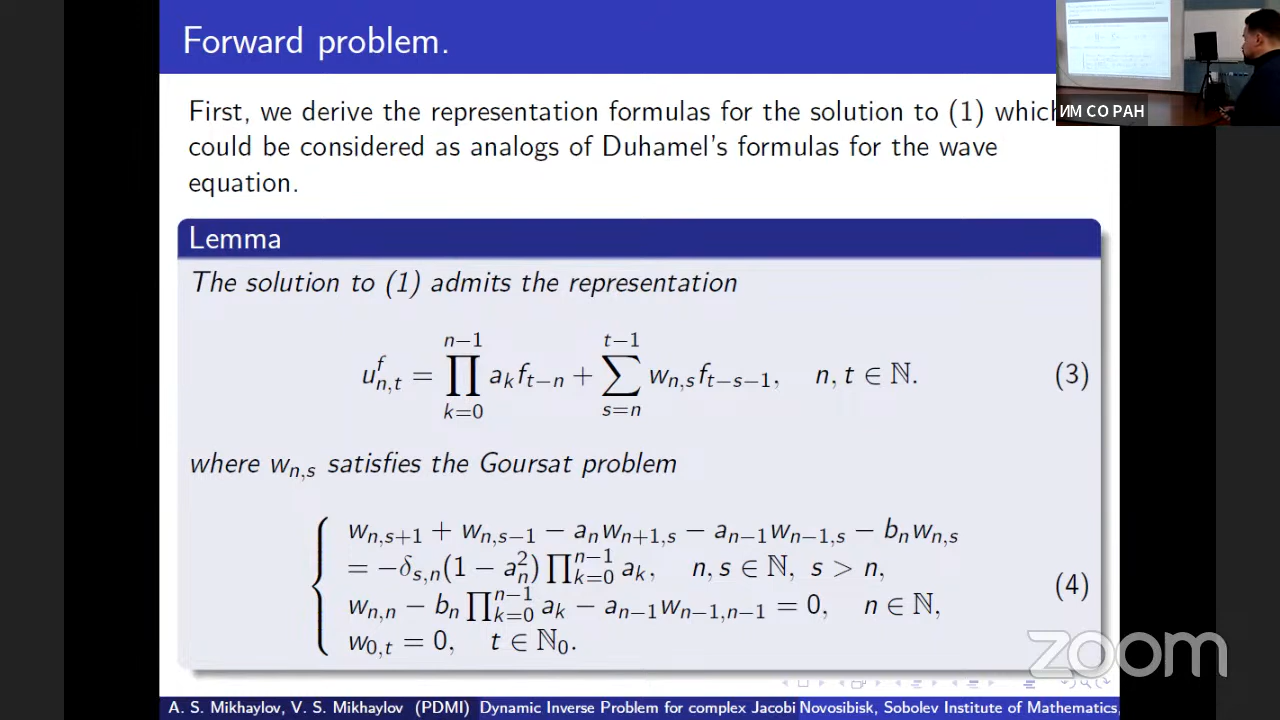 Forward problem.
First, we derive the representation formulas for the solution to (1) which
could be considered as analogs of Duhamel's formulas for the wave
equation.
Lemma
The solution to (1) admits the representation
u^f_{n,t} = ∏_{k=0}^{n−1} a_k f_{t−n} + ∑_{s=n}^{t−1} w_{n,s} f_{t−s−1}, n, t ∈ ℕ. (3)
where w_{n,s} satisfies the Goursat problem
w_{n,s+1} + w_{n,s−1} − a_n w_{n+1,s} − a_{n−1} w_{n−1,s} − b_n w_{n,s}
= −δ_{s,n}(1 − a_n^2) ∏_{k=0}^{n−1} a_k, n, s ∈ ℕ, s > n,
w_{n,n} − b_n ∏_{k=0}^{n−1} a_k − a_{n−1} w_{n−1,n−1} = 0, n ∈ ℕ, (4)
w_{0,t} = 0, t ∈ ℕ_0.
A. S. Mikhaylov, V. S. Mikhaylov (PDMI) Dynamic Inverse Problem for complex Jacobi Novosibisk, Sobolev Institute of Mathematics,
ИМ СО РАН
zoom